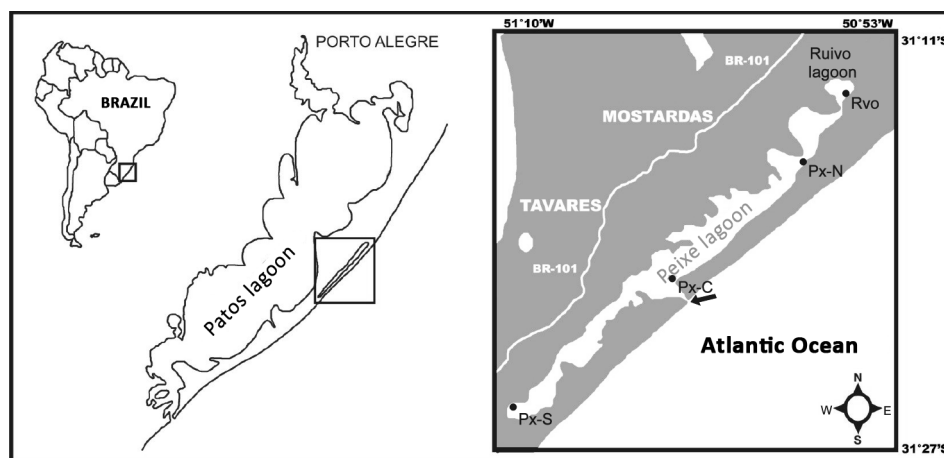 PORTO ALEGRE
BRAZIL
Patos lagoon
51°10'W
50°53'W
31°11'S
BR-101
Ruivo
lagoon
Rvo
MOSTARDAS
Px-N
TAVARES
Peixe lagoon
BR-101
Px-C
Atlantic Ocean
Px-S
N
W
E
S
31°27'S